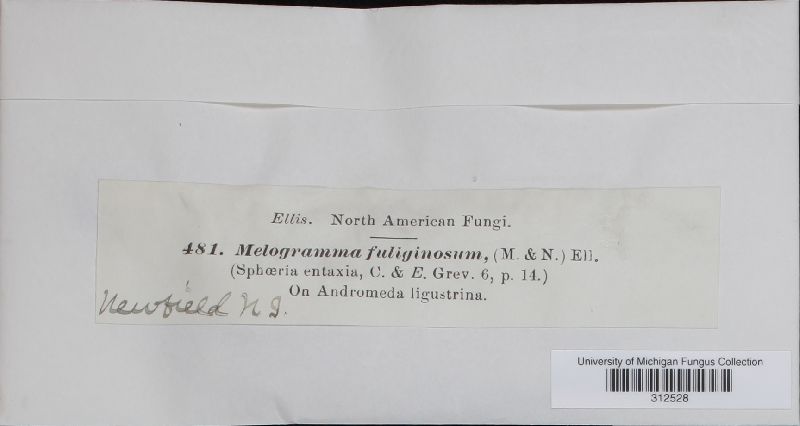 Ellis. North American Fungi.
481. Melogramma fuliginosum, (M. & N.) Ell.
(Sphœria entaxia, C. & E. Grev. 6, p. 14.)
On Andromeda ligustrina.
Newfield N J.
University of Michigan Fungus Collection
312528